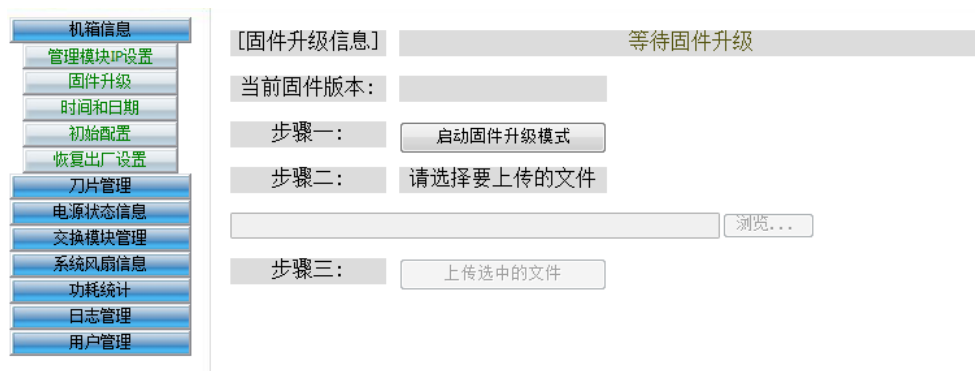 机箱信息
管理模块IP设置
固件升级
时间和日期
初始配置
恢复出厂设置
刀片管理
电源状态信息
交换模块管理
系统风扇信息
功耗统计
日志管理
用户管理
[固件升级信息] 等待固件升级
当前固件版本:
步骤一: 启动固件升级模式
步骤二: 请选择要上传的文件
浏览...
步骤三: 上传选中的文件